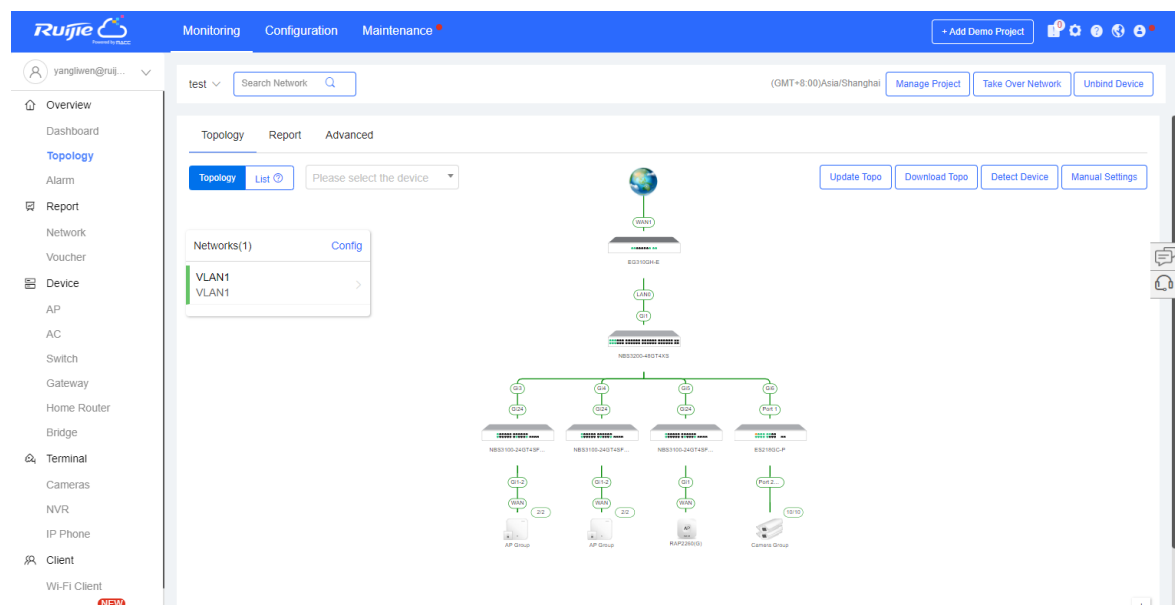 Ruijie
Powered by MACC
Monitoring Configuration Maintenance
+ Add Demo Project
yangliwen@ruij...
Overview
Dashboard
Topology
Alarm
Report
Network
Voucher
Device
AP
AC
Switch
Gateway
Home Router
Bridge
Terminal
Cameras
NVR
IP Phone
Client
Wi-Fi Client
NEW
test Search Network (GMT+8:00)Asia/Shanghai Manage Project Take Over Network Unbind Device
Topology Report Advanced
Topology List Please select the device Update Topo Download Topo Detect Device Manual Settings
Networks(1) Config
VLAN1
VLAN1
WAN1
EG310GH-E
LAN0
Gi1
NBS3200-48GT4XS
Gi3 Gi4 Gi5 Gi6
Gi24 Gi24 Gi24 Port 1
NBS3100-24GT4SF... NBS3100-24GT4SF... NBS3100-24GT4SF... ES218GC-P
Gi1-2 Gi1-2 Gi1 Port 2...
WAN WAN WAN
2/2 2/2 10/10
AP Group AP Group RAP2260(G) Camera Group